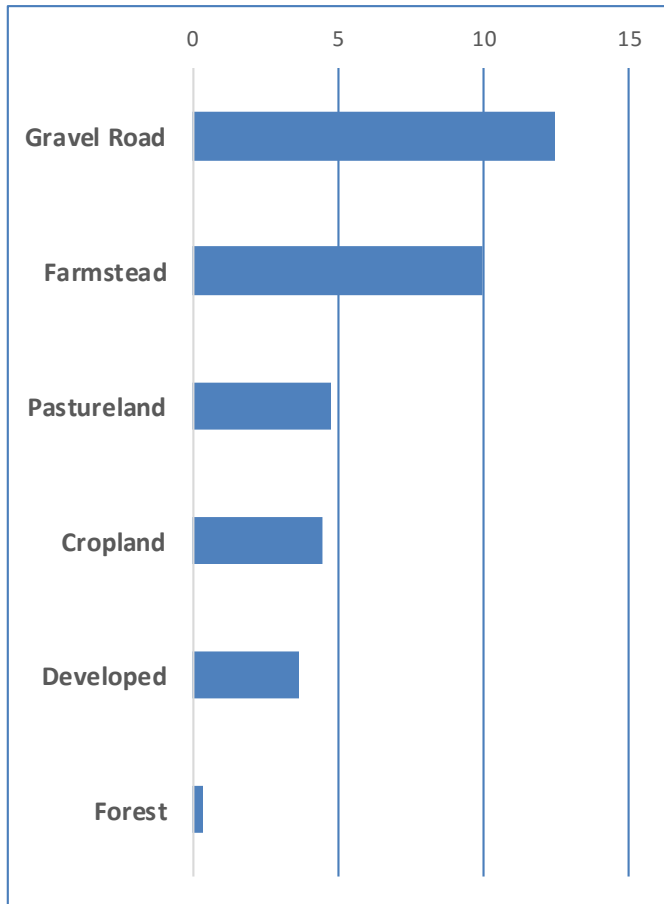 0 5 10 15
Gravel Road
Farmstead
Pastureland
Cropland
Developed
Forest